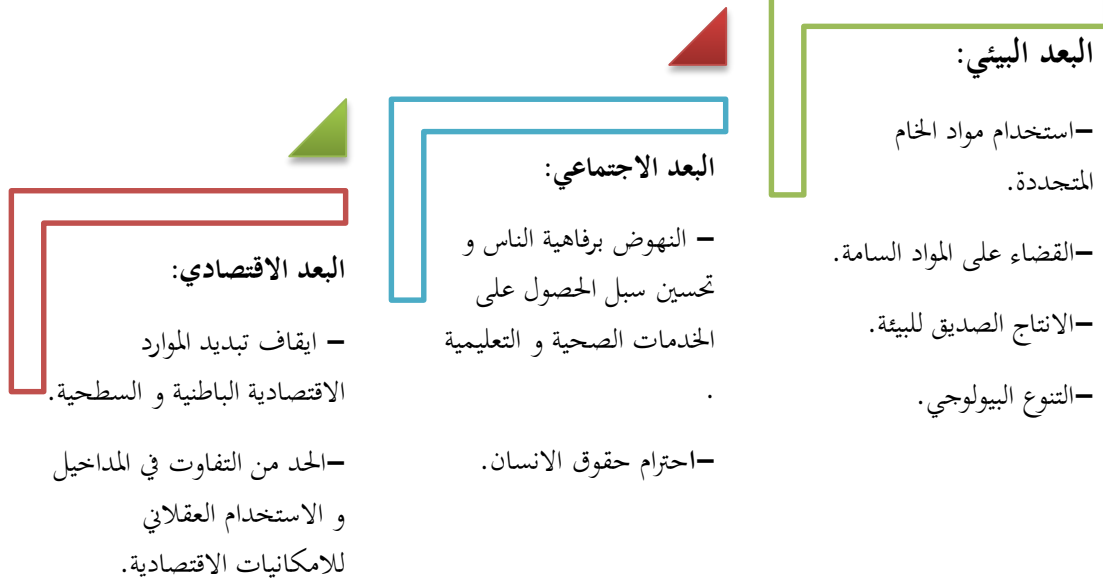 البعد البيئي:
–استخدام مواد الخام
المتجددة.
–القضاء على المواد السامة.
–الانتاج الصديق للبيئة.
–التنوع البيولوجي.
البعد الاجتماعي:
– النهوض برفاهية الناس و
تحسين سبل الحصول على
الخدمات الصحية و التعليمية
.
–احترام حقوق الانسان.
البعد الاقتصادي:
– ايقاف تبديد الموارد
الاقتصادية الباطنية و السطحية.
–الحد من التفاوت في المداخيل
و الاستخدام العقلاني
للامكانيات الاقتصادية.